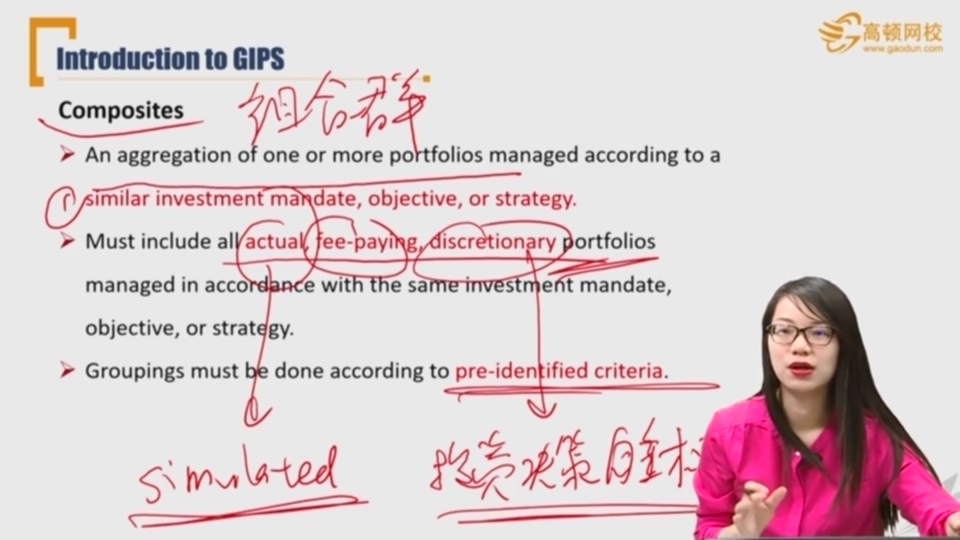 高顿网校
www.gaodun.com
Introduction to GIPS
Composites 组合群
➤ An aggregation of one or more portfolios managed according to a
① similar investment mandate, objective, or strategy.
➤ Must include all actual, fee-paying, discretionary portfolios
managed in accordance with the same investment mandate,
objective, or strategy.
➤ Groupings must be done according to pre-identified criteria.
simulated 投资决策自主权